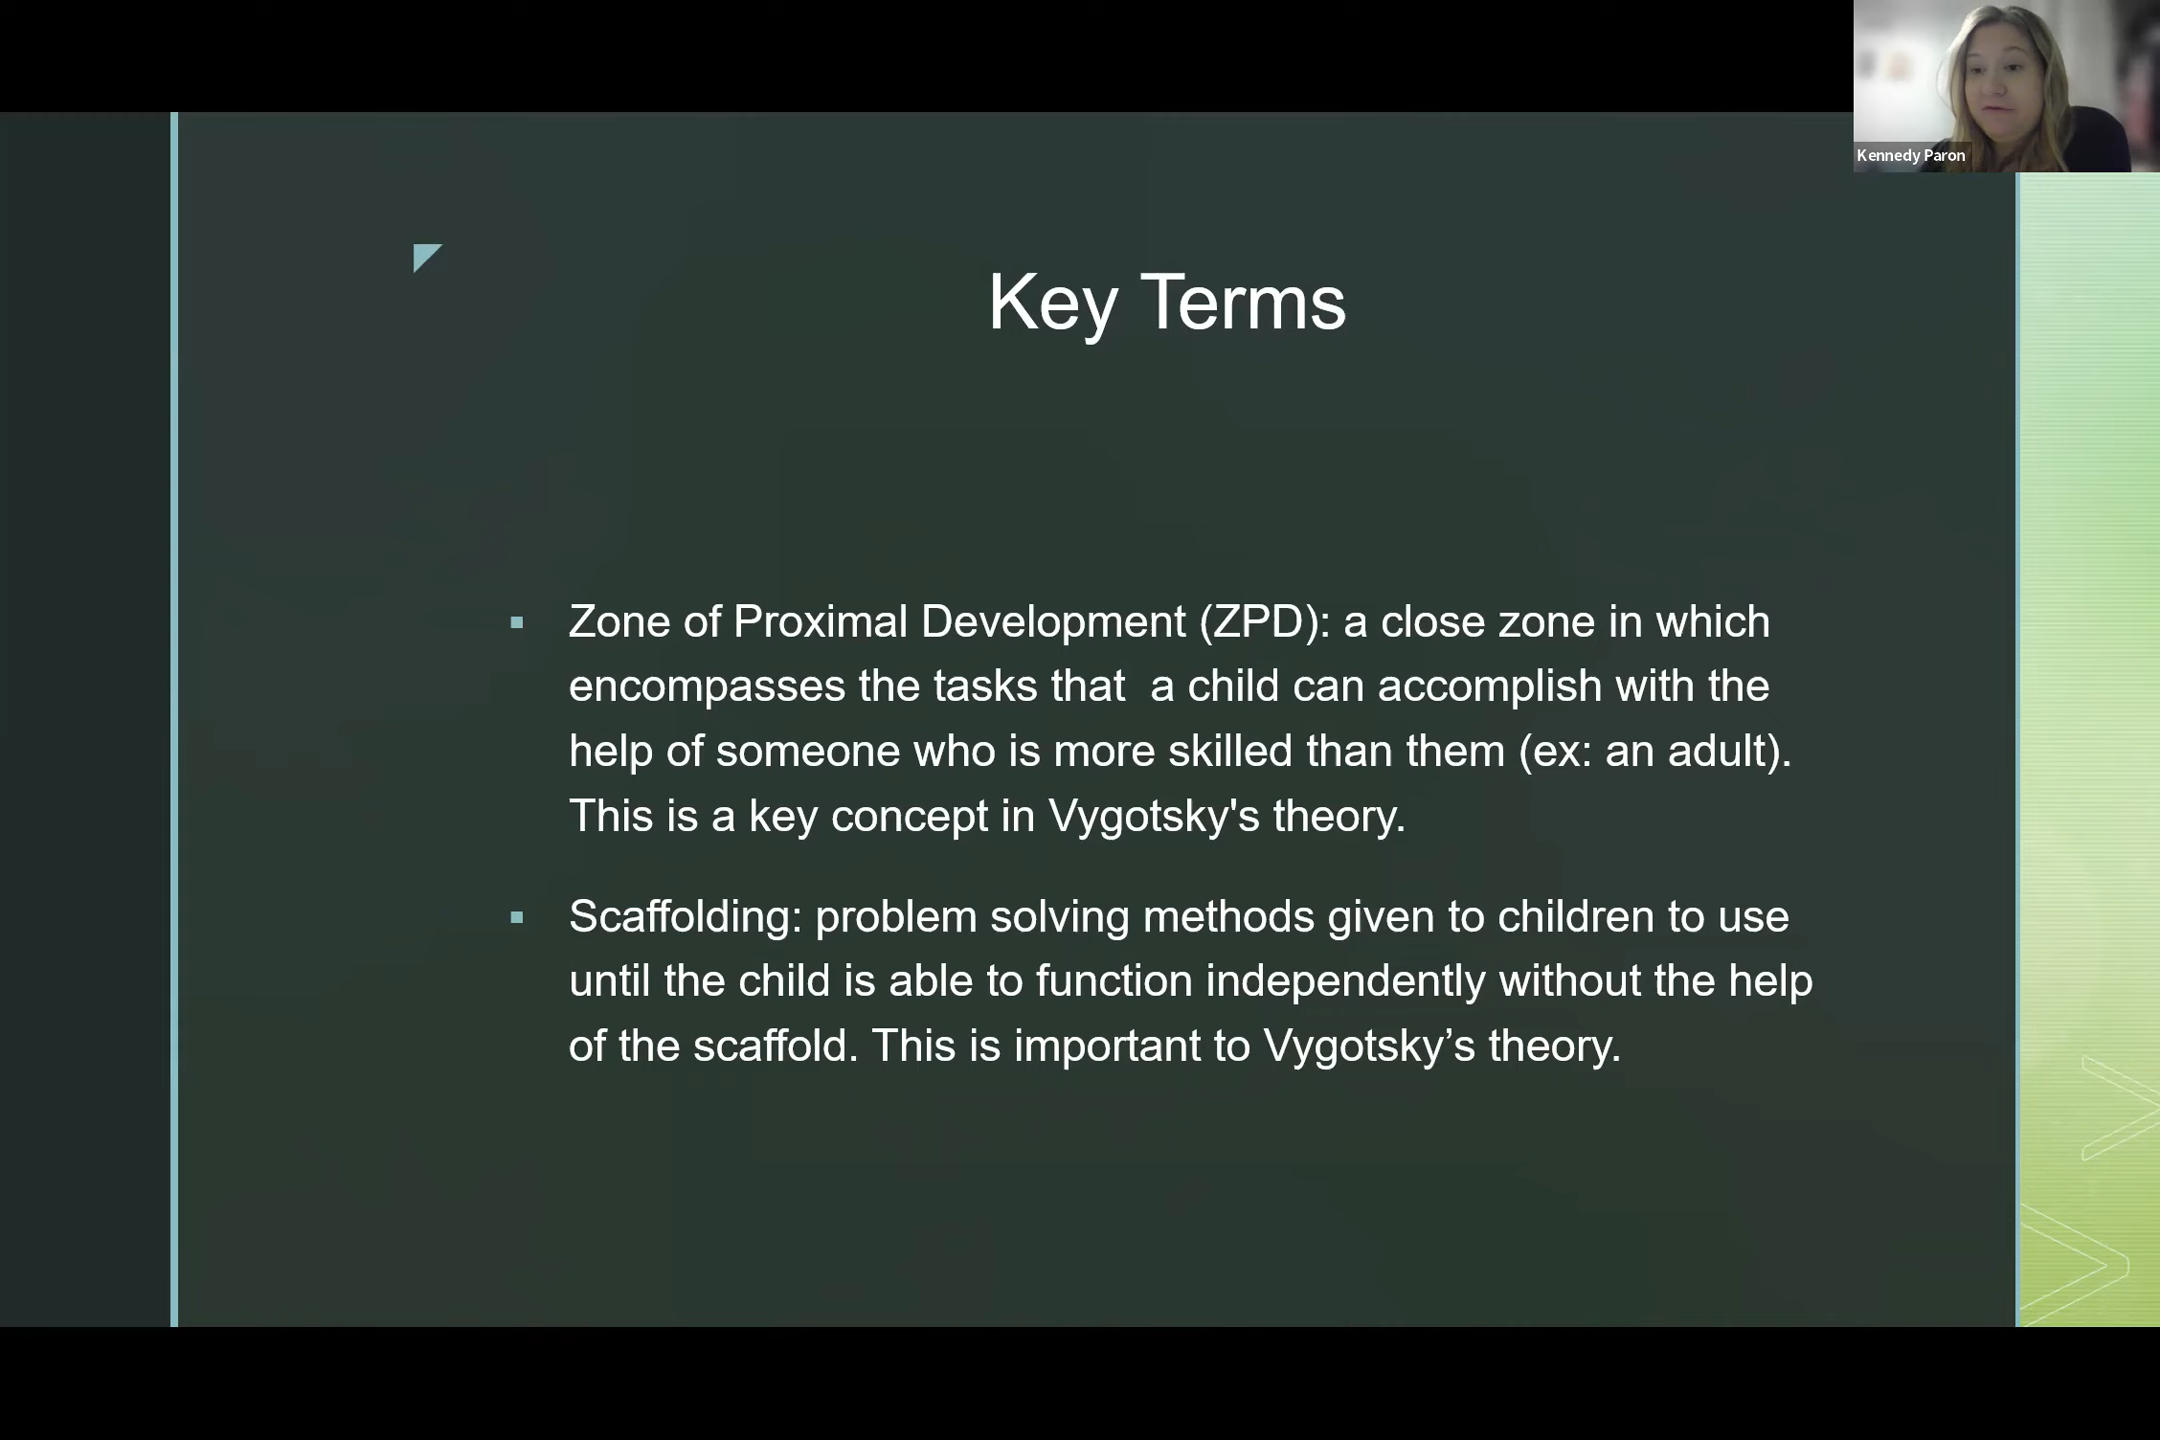 Kennedy Paron
Key Terms
Zone of Proximal Development (ZPD): a close zone in which
encompasses the tasks that  a child can accomplish with the
help of someone who is more skilled than them (ex: an adult).
This is a key concept in Vygotsky's theory.
Scaffolding: problem solving methods given to children to use
until the child is able to function independently without the help
of the scaffold. This is important to Vygotsky’s theory.